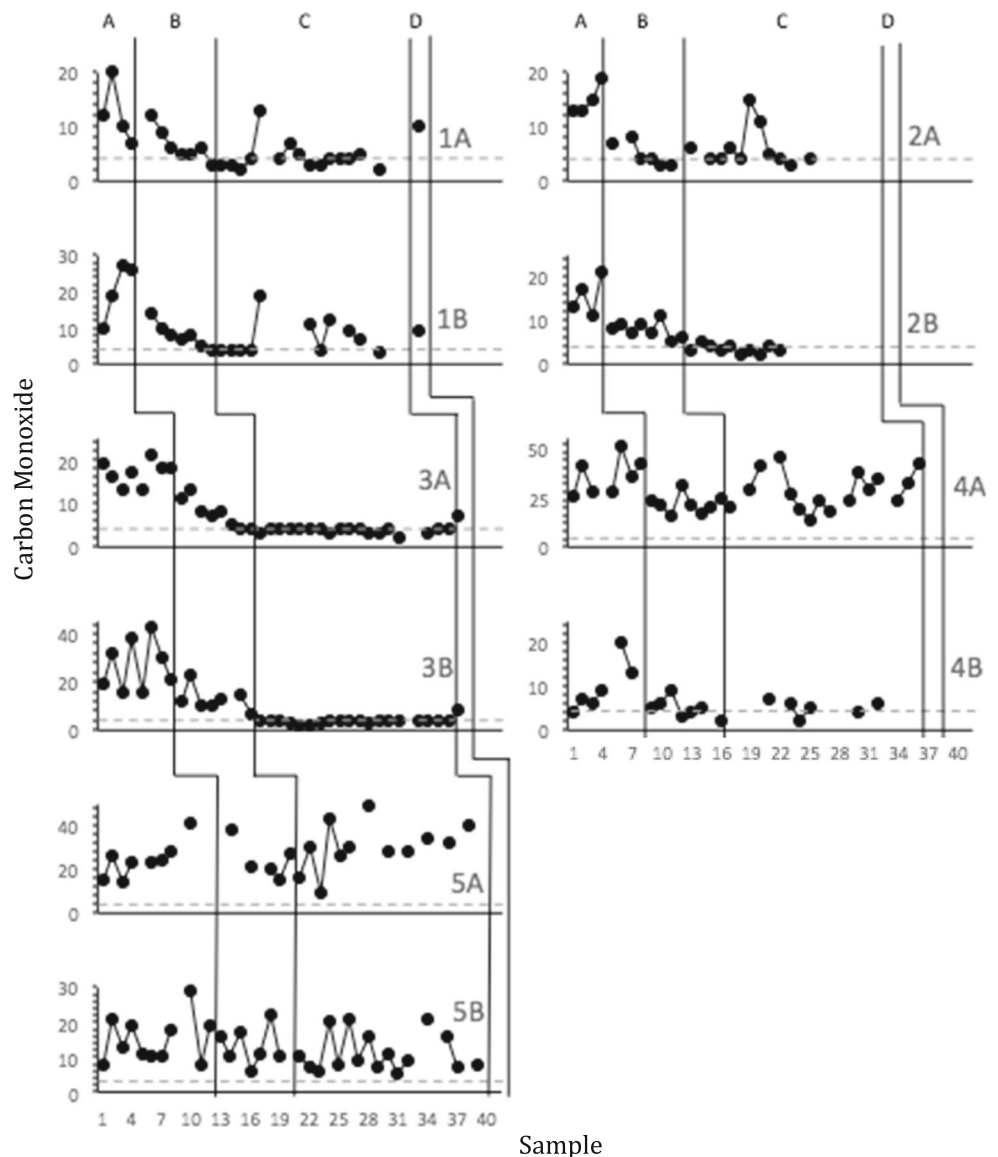 A B C D A B C D
20 20
10 1A 10 2A
0 0
30
20 20
1B 2B
10 10
0 0
50
20
3A 4A
10 25
0 0
40 20
3B 4B
20 10
0 0
1 4 7 10 13 16 19 22 25 28 31 34 37 40
40
20
5A
0
30
20 5B
10
0
1 4 7 10 13 16 19 22 25 28 31 34 37 40
Carbon Monoxide
Sample